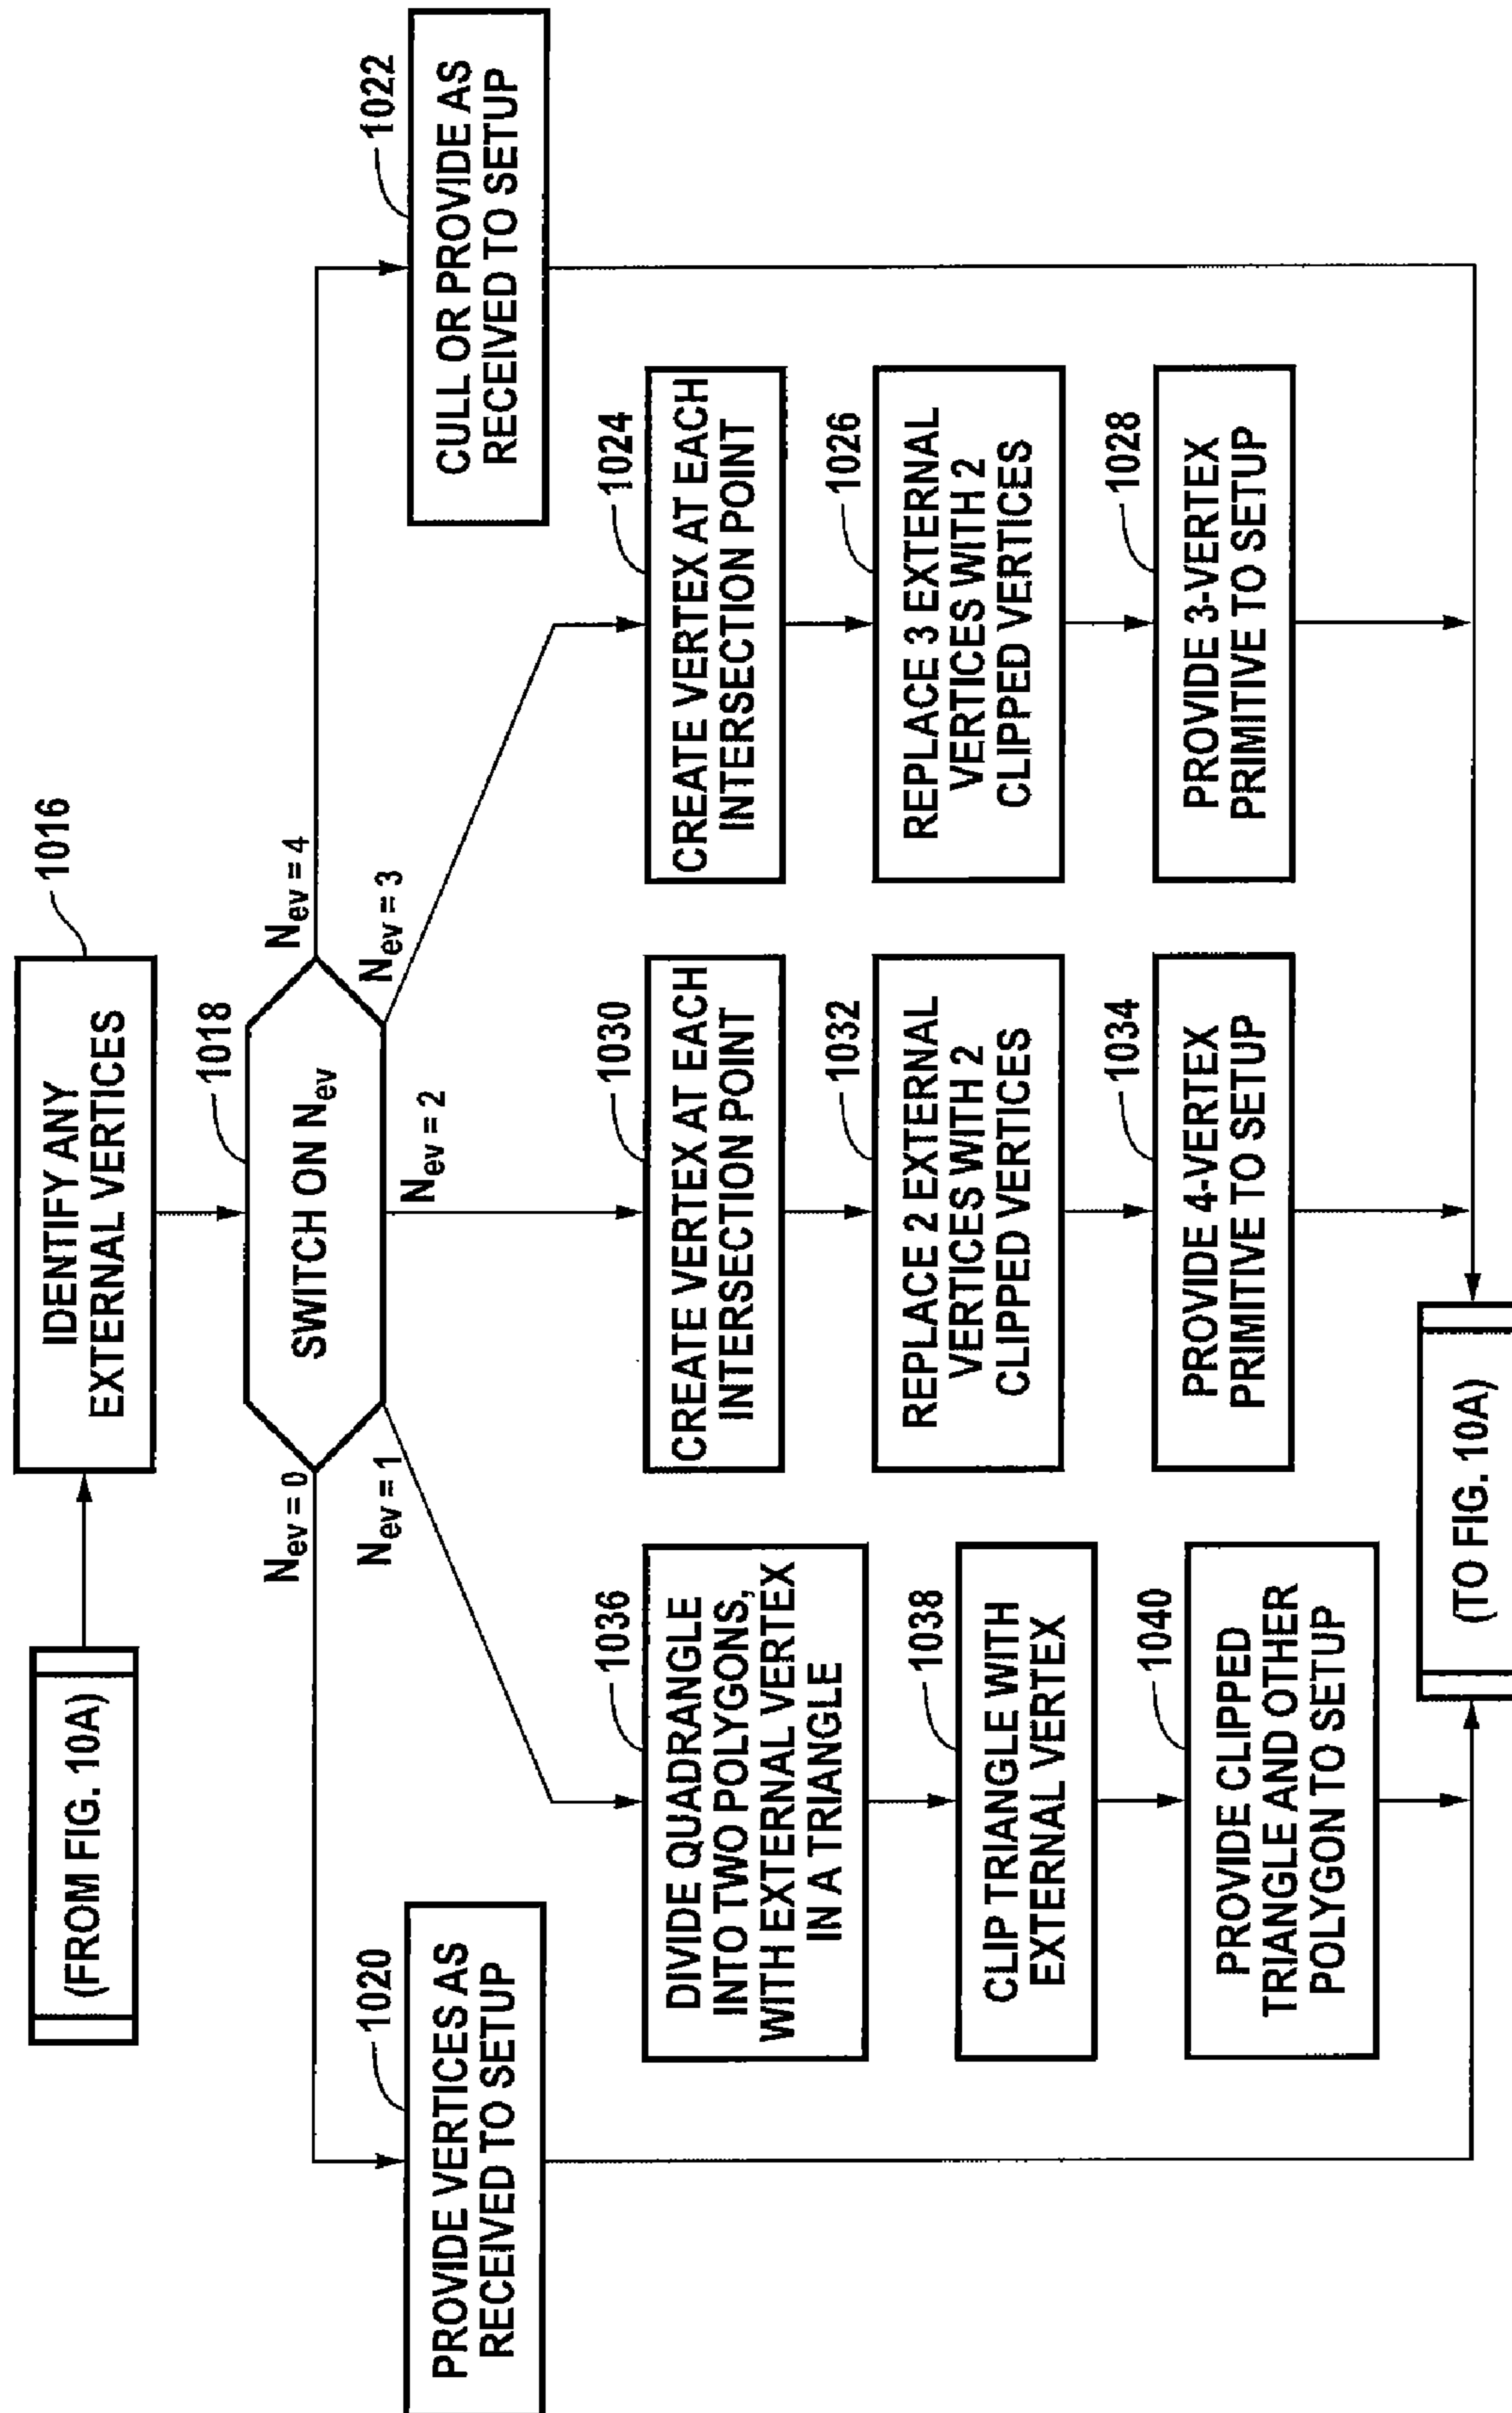 (FROM FIG. 10A)
1016
IDENTIFY ANY
EXTERNAL VERTICES
1018
SWITCH ON Nev
Nev = 0
Nev = 1
Nev = 2
Nev = 3
Nev = 4
1020
PROVIDE VERTICES AS
RECEIVED TO SETUP
1022
CULL OR PROVIDE AS
RECEIVED TO SETUP
1036
DIVIDE QUADRANGLE
INTO TWO POLYGONS,
WITH EXTERNAL VERTEX
IN A TRIANGLE
1038
CLIP TRIANGLE WITH
EXTERNAL VERTEX
1040
PROVIDE CLIPPED
TRIANGLE AND OTHER
POLYGON TO SETUP
1030
CREATE VERTEX AT EACH
INTERSECTION POINT
1032
REPLACE 2 EXTERNAL
VERTICES WITH 2
CLIPPED VERTICES
1034
PROVIDE 4-VERTEX
PRIMITIVE TO SETUP
1024
CREATE VERTEX AT EACH
INTERSECTION POINT
1026
REPLACE 3 EXTERNAL
VERTICES WITH 2
CLIPPED VERTICES
1028
PROVIDE 3-VERTEX
PRIMITIVE TO SETUP
(TO FIG. 10A)